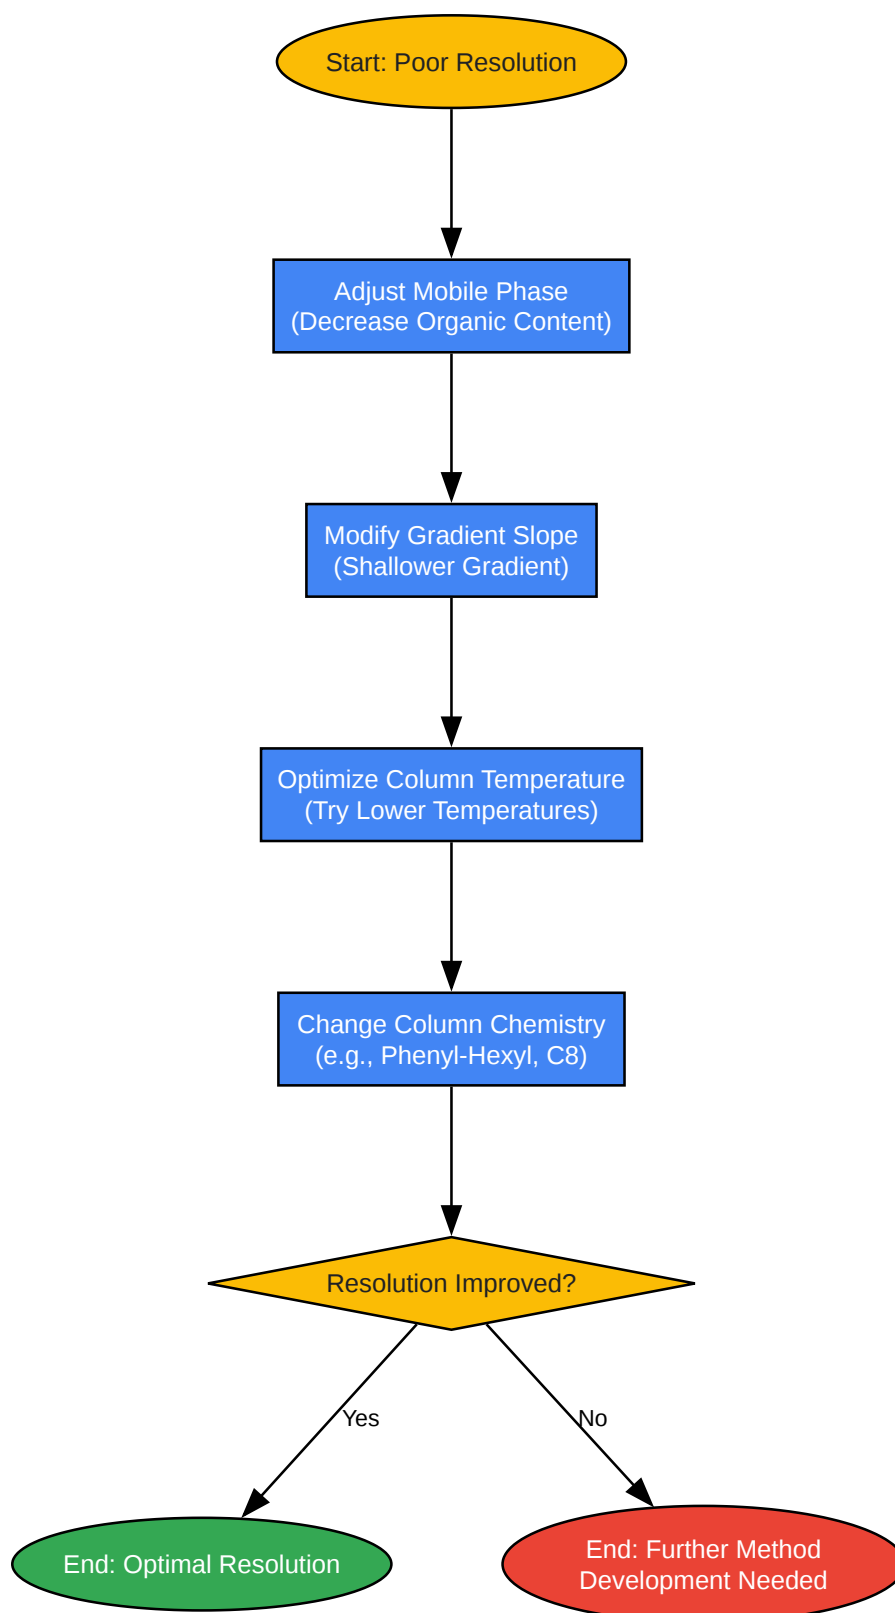 Start: Poor Resolution
Adjust Mobile Phase
(Decrease Organic Content)
Modify Gradient Slope
(Shallower Gradient)
Optimize Column Temperature
(Try Lower Temperatures)
Change Column Chemistry
(e.g., Phenyl-Hexyl, C8)
Resolution Improved?
Yes
No
End: Optimal Resolution
End: Further Method
Development Needed